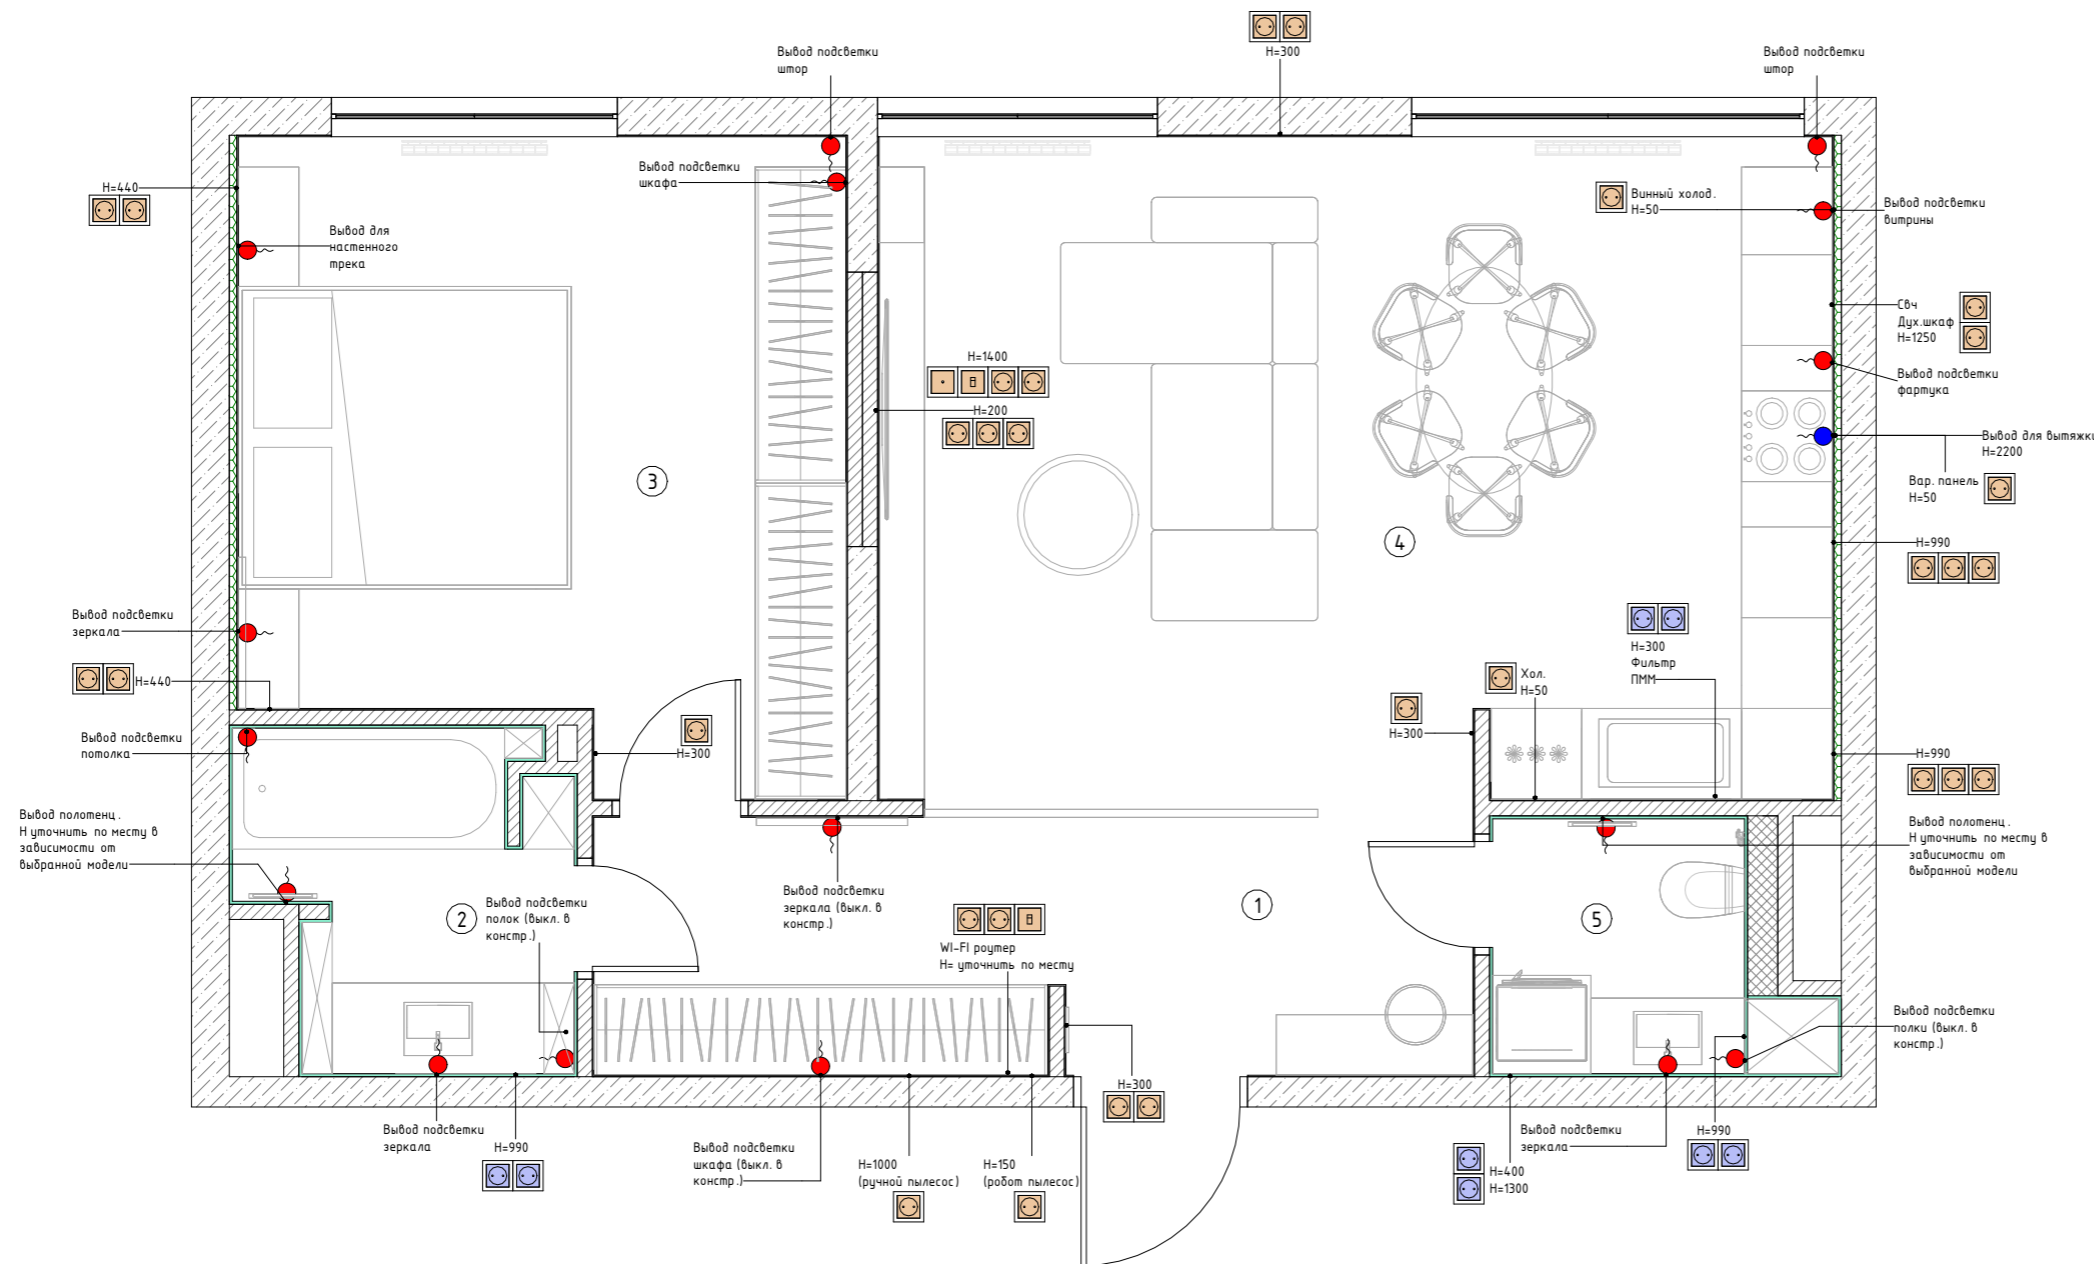 Вывод подсветки
штор
H=300
Вывод подсветки
штор
H=440
Вывод подсветки
шкафа
Вывод для
настенного
трека
Винный холод.
H=50
Вывод подсветки
витрины
Свч
Дух.шкаф
H=1250
H=1400
H=200
Вывод подсветки
фартука
Вывод для вытяжки
H=2200
Вар. панель
H=50
3
4
H=990
Вывод подсветки
зеркала
H=440
H=300
Фильтр
ПММ
Хол.
H=50
H=300
H=300
H=990
Вывод подсветки
потолка
Вывод полотенц.
H уточнить по месту в
зависимости от
выбранной модели
Вывод полотенц.
H уточнить по месту в
зависимости от
выбранной модели
Вывод подсветки
зеркала (выкл. в
констр.)
2
Вывод подсветки
полок (выкл. в
констр.)
1
5
WI-FI роутер
H= уточнить по месту
Вывод подсветки
полки (выкл. в
констр.)
H=300
Вывод подсветки
зеркала
H=990
Вывод подсветки
шкафа (выкл. в
констр.)
H=1000
(ручной пылесос)
H=150
(робот пылесос)
H=400
H=1300
Вывод подсветки
зеркала
H=990